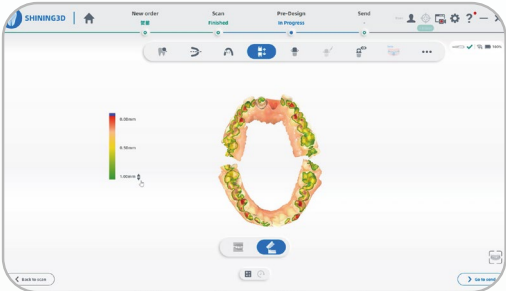 SHINING3D
New order
Scan
Finished
Pre-Design
In Progress
Send
-
100%
0.00mm
0.50mm
1.00mm
Back to scan
Go to send